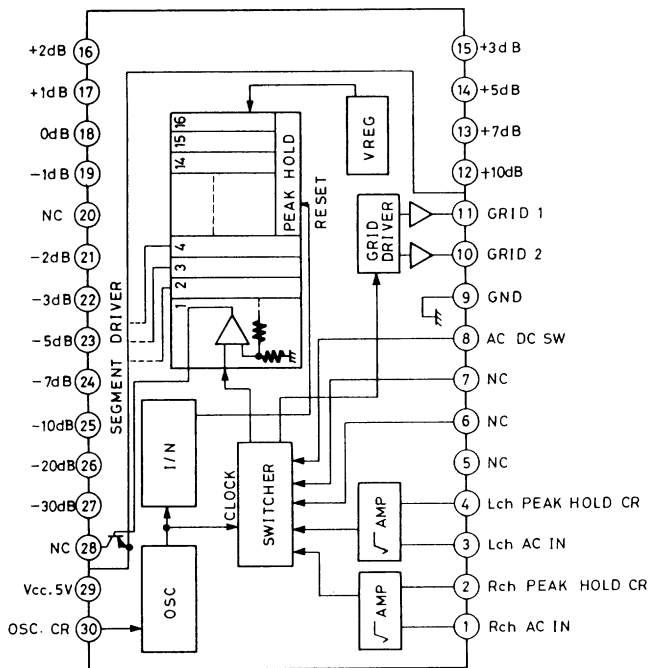 +2dB 16
+1dB 17
0dB 18
-1dB 19
NC 20
-2dB 21
-3dB 22
-5dB 23
-7dB 24
-10dB 25
-20dB 26
-30dB 27
NC 28
Vcc. 5V 29
OSC. CR 30
SEGMENT DRIVER
16
15
14
4
3
2
1
PEAK HOLD
RESET
VREG
GRID DRIVER
I/N
OSC
CLOCK
SWITCHER
√AMP
√AMP
15 +3dB
14 +5dB
13 +7dB
12 +10dB
11 GRID 1
10 GRID 2
9 GND
8 AC DC SW
7 NC
6 NC
5 NC
4 Lch PEAK HOLD CR
3 Lch AC IN
2 Rch PEAK HOLD CR
1 Rch AC IN